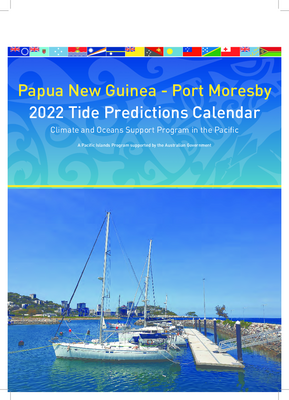 Papua New Guinea - Port Moresby
2022 Tide Predictions Calendar
Climate and Oceans Support Program in the Pacific
A Pacific Islands Program supported by the Australian Government